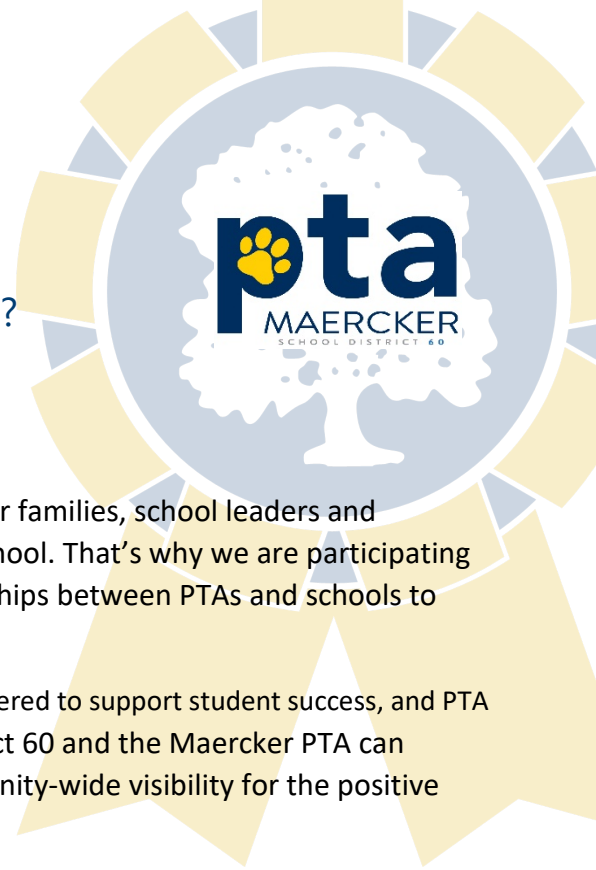 pta
MAERCKER
SCHOOL DISTRICT 60
?
r families, school leaders and
hool. That’s why we are participating
hips between PTAs and schools to
ered to support student success, and PTA
ct 60 and the Maercker PTA can
nity-wide visibility for the positive